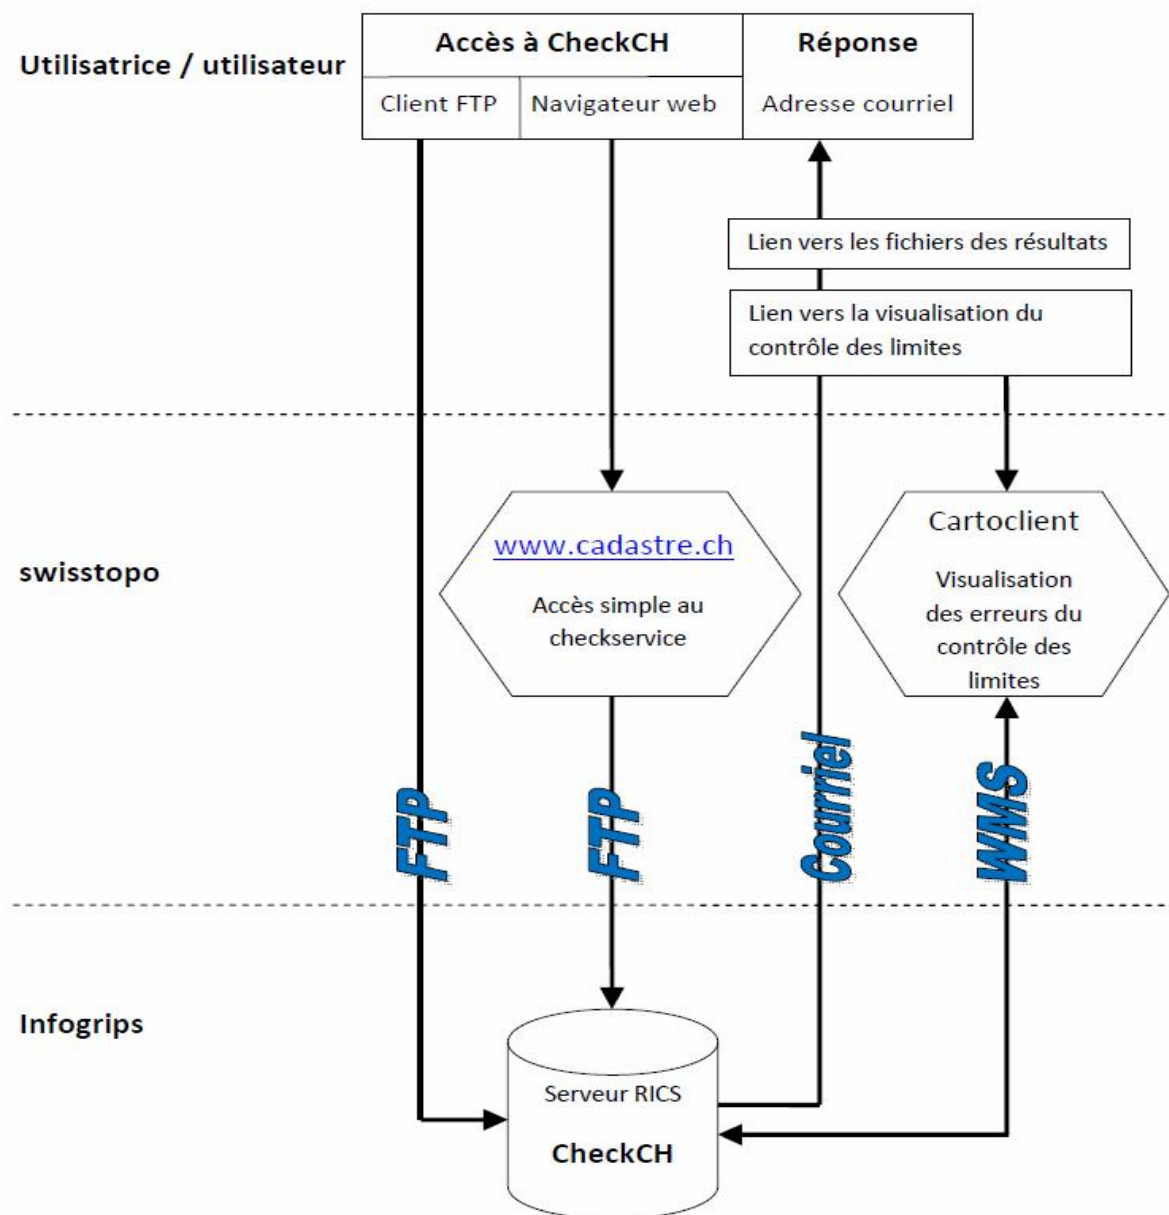 Utilisatrice / utilisateur
Accès à CheckCH
Réponse
Client FTP
Navigateur web
Adresse courriel
Lien vers les fichiers des résultats
Lien vers la visualisation du
contrôle des limites
swisstopo
www.cadastre.ch
Accès simple au
checkservice
Cartoclient
Visualisation
des erreurs du
contrôle des
limites
FTP
FTP
Courriel
WMS
Infogrips
Serveur RICS
CheckCH